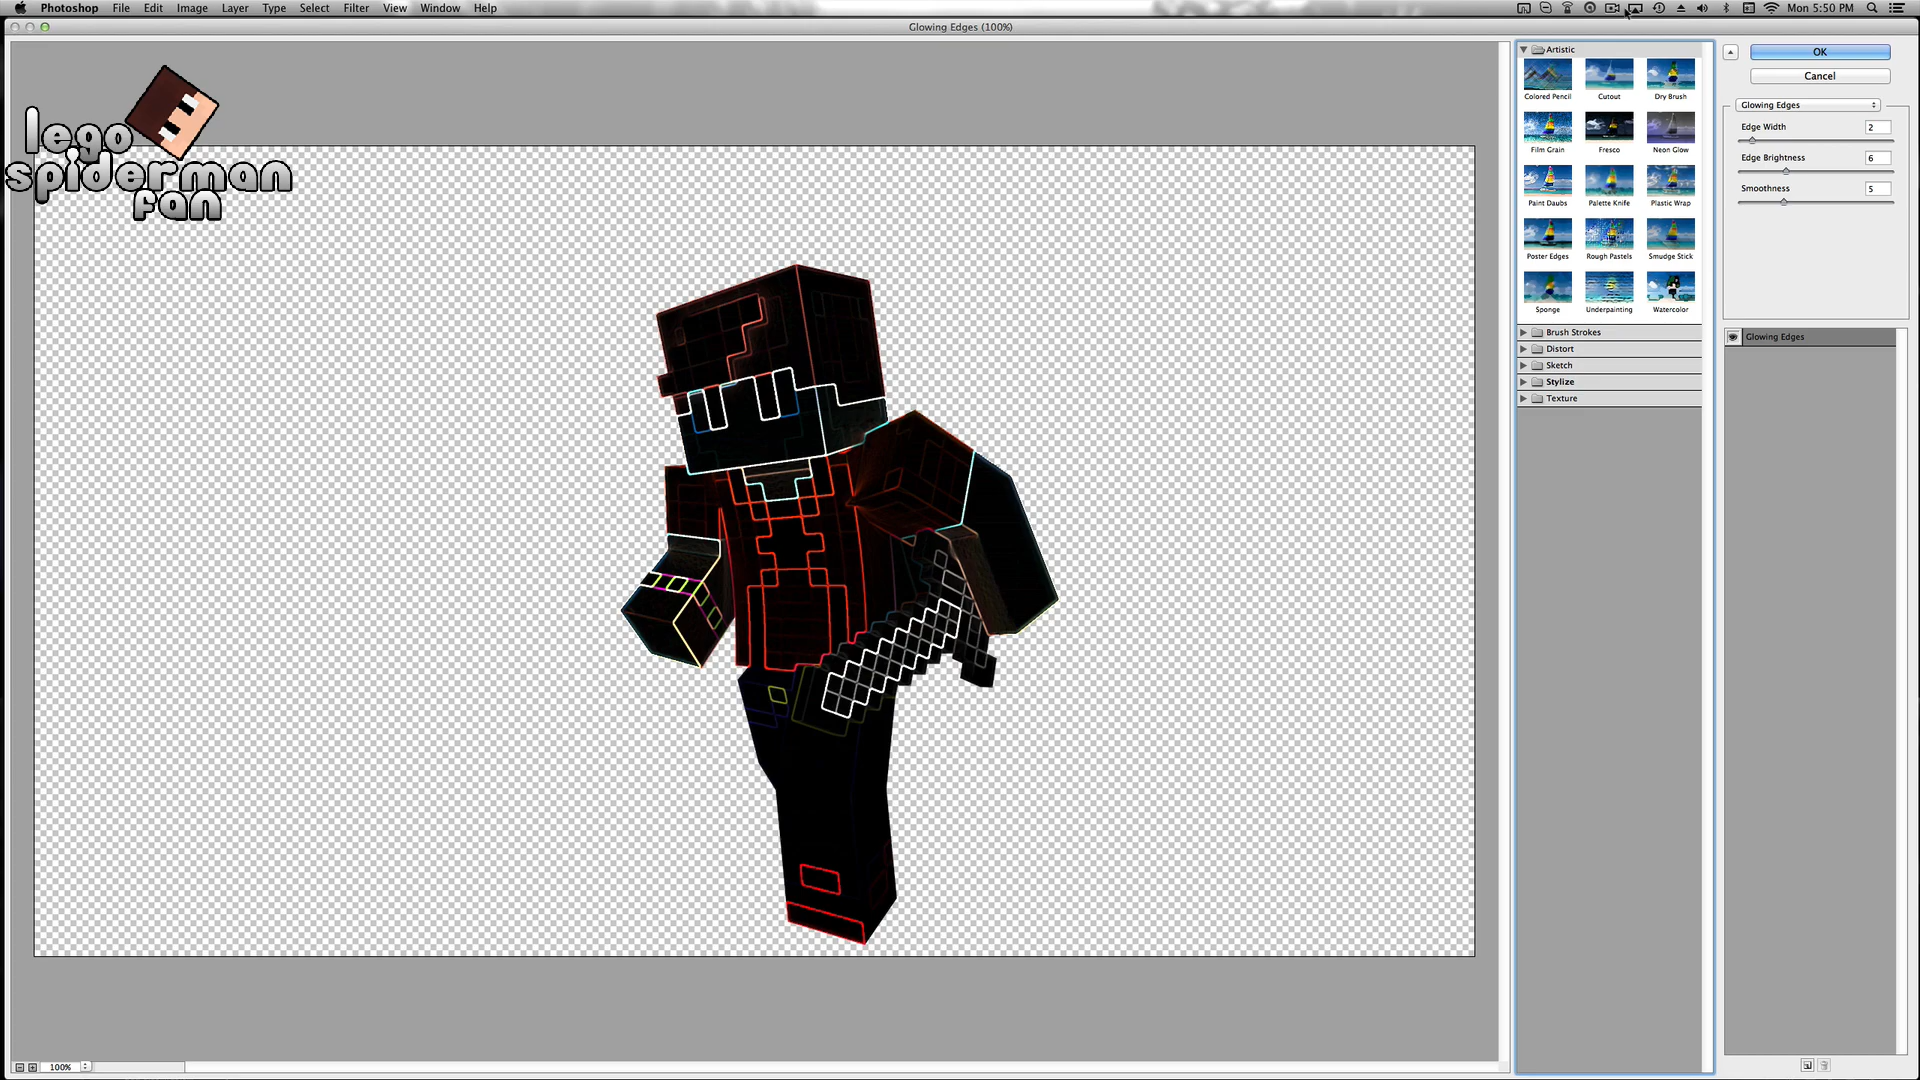 Photoshop File Edit Image Layer Type Select Filter View Window Help Mon 5:50 PM
Glowing Edges (100%)
lego
spiderman
fan
Artistic
Colored Pencil Cutout Dry Brush
Film Grain Fresco Neon Glow
Paint Daubs Palette Knife Plastic Wrap
Poster Edges Rough Pastels Smudge Stick
Sponge Underpainting Watercolor
Brush Strokes
Distort
Sketch
Stylize
Texture
OK
Cancel
Glowing Edges
Edge Width 2
Edge Brightness 6
Smoothness 5
Glowing Edges
100%